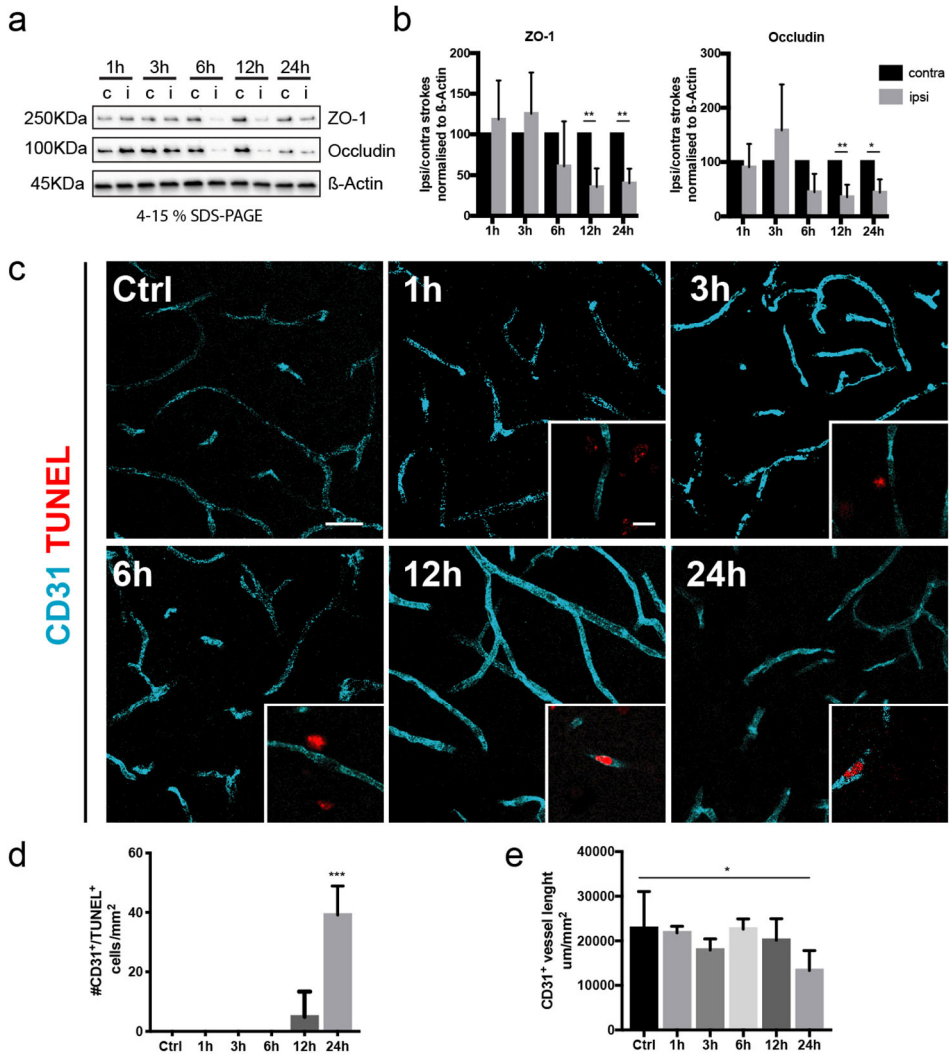 a
1h 3h 6h 12h 24h
c i c i c i c i c i
250KDa ZO-1
100KDa Occludin
45KDa ß-Actin
4-15 % SDS-PAGE
b
ZO-1
Ipsi/contra strokes
normalised to ß-Actin
200
150
100
50
0
** **
1h 3h 6h 12h 24h
Occludin
Ipsi/contra strokes
normalised to ß-Actin
300
200
100
0
** *
1h 3h 6h 12h 24h
contra
ipsi
c
CD31 TUNEL
Ctrl 1h 3h
6h 12h 24h
d
#CD31+/TUNEL+
cells/mm2
60
40
20
0
***
Ctrl 1h 3h 6h 12h 24h
e
CD31+ vessel lenght
um/mm2
40000
30000
20000
10000
0
*
Ctrl 1h 3h 6h 12h 24h